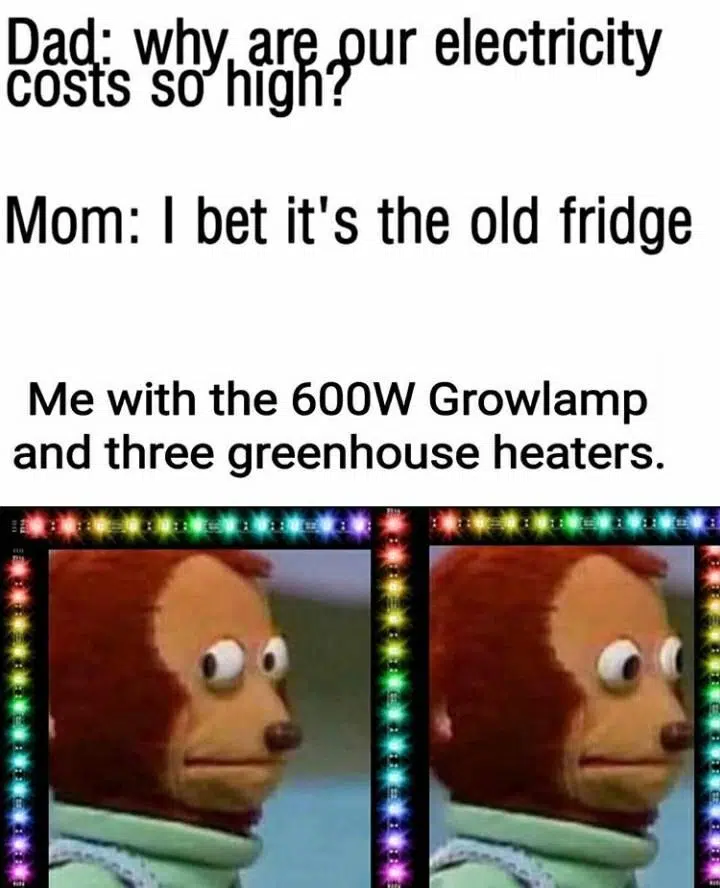 Dad: why are our electricity
costs so high?
Mom: I bet it's the old fridge
Me with the 600W Growlamp
and three greenhouse heaters.